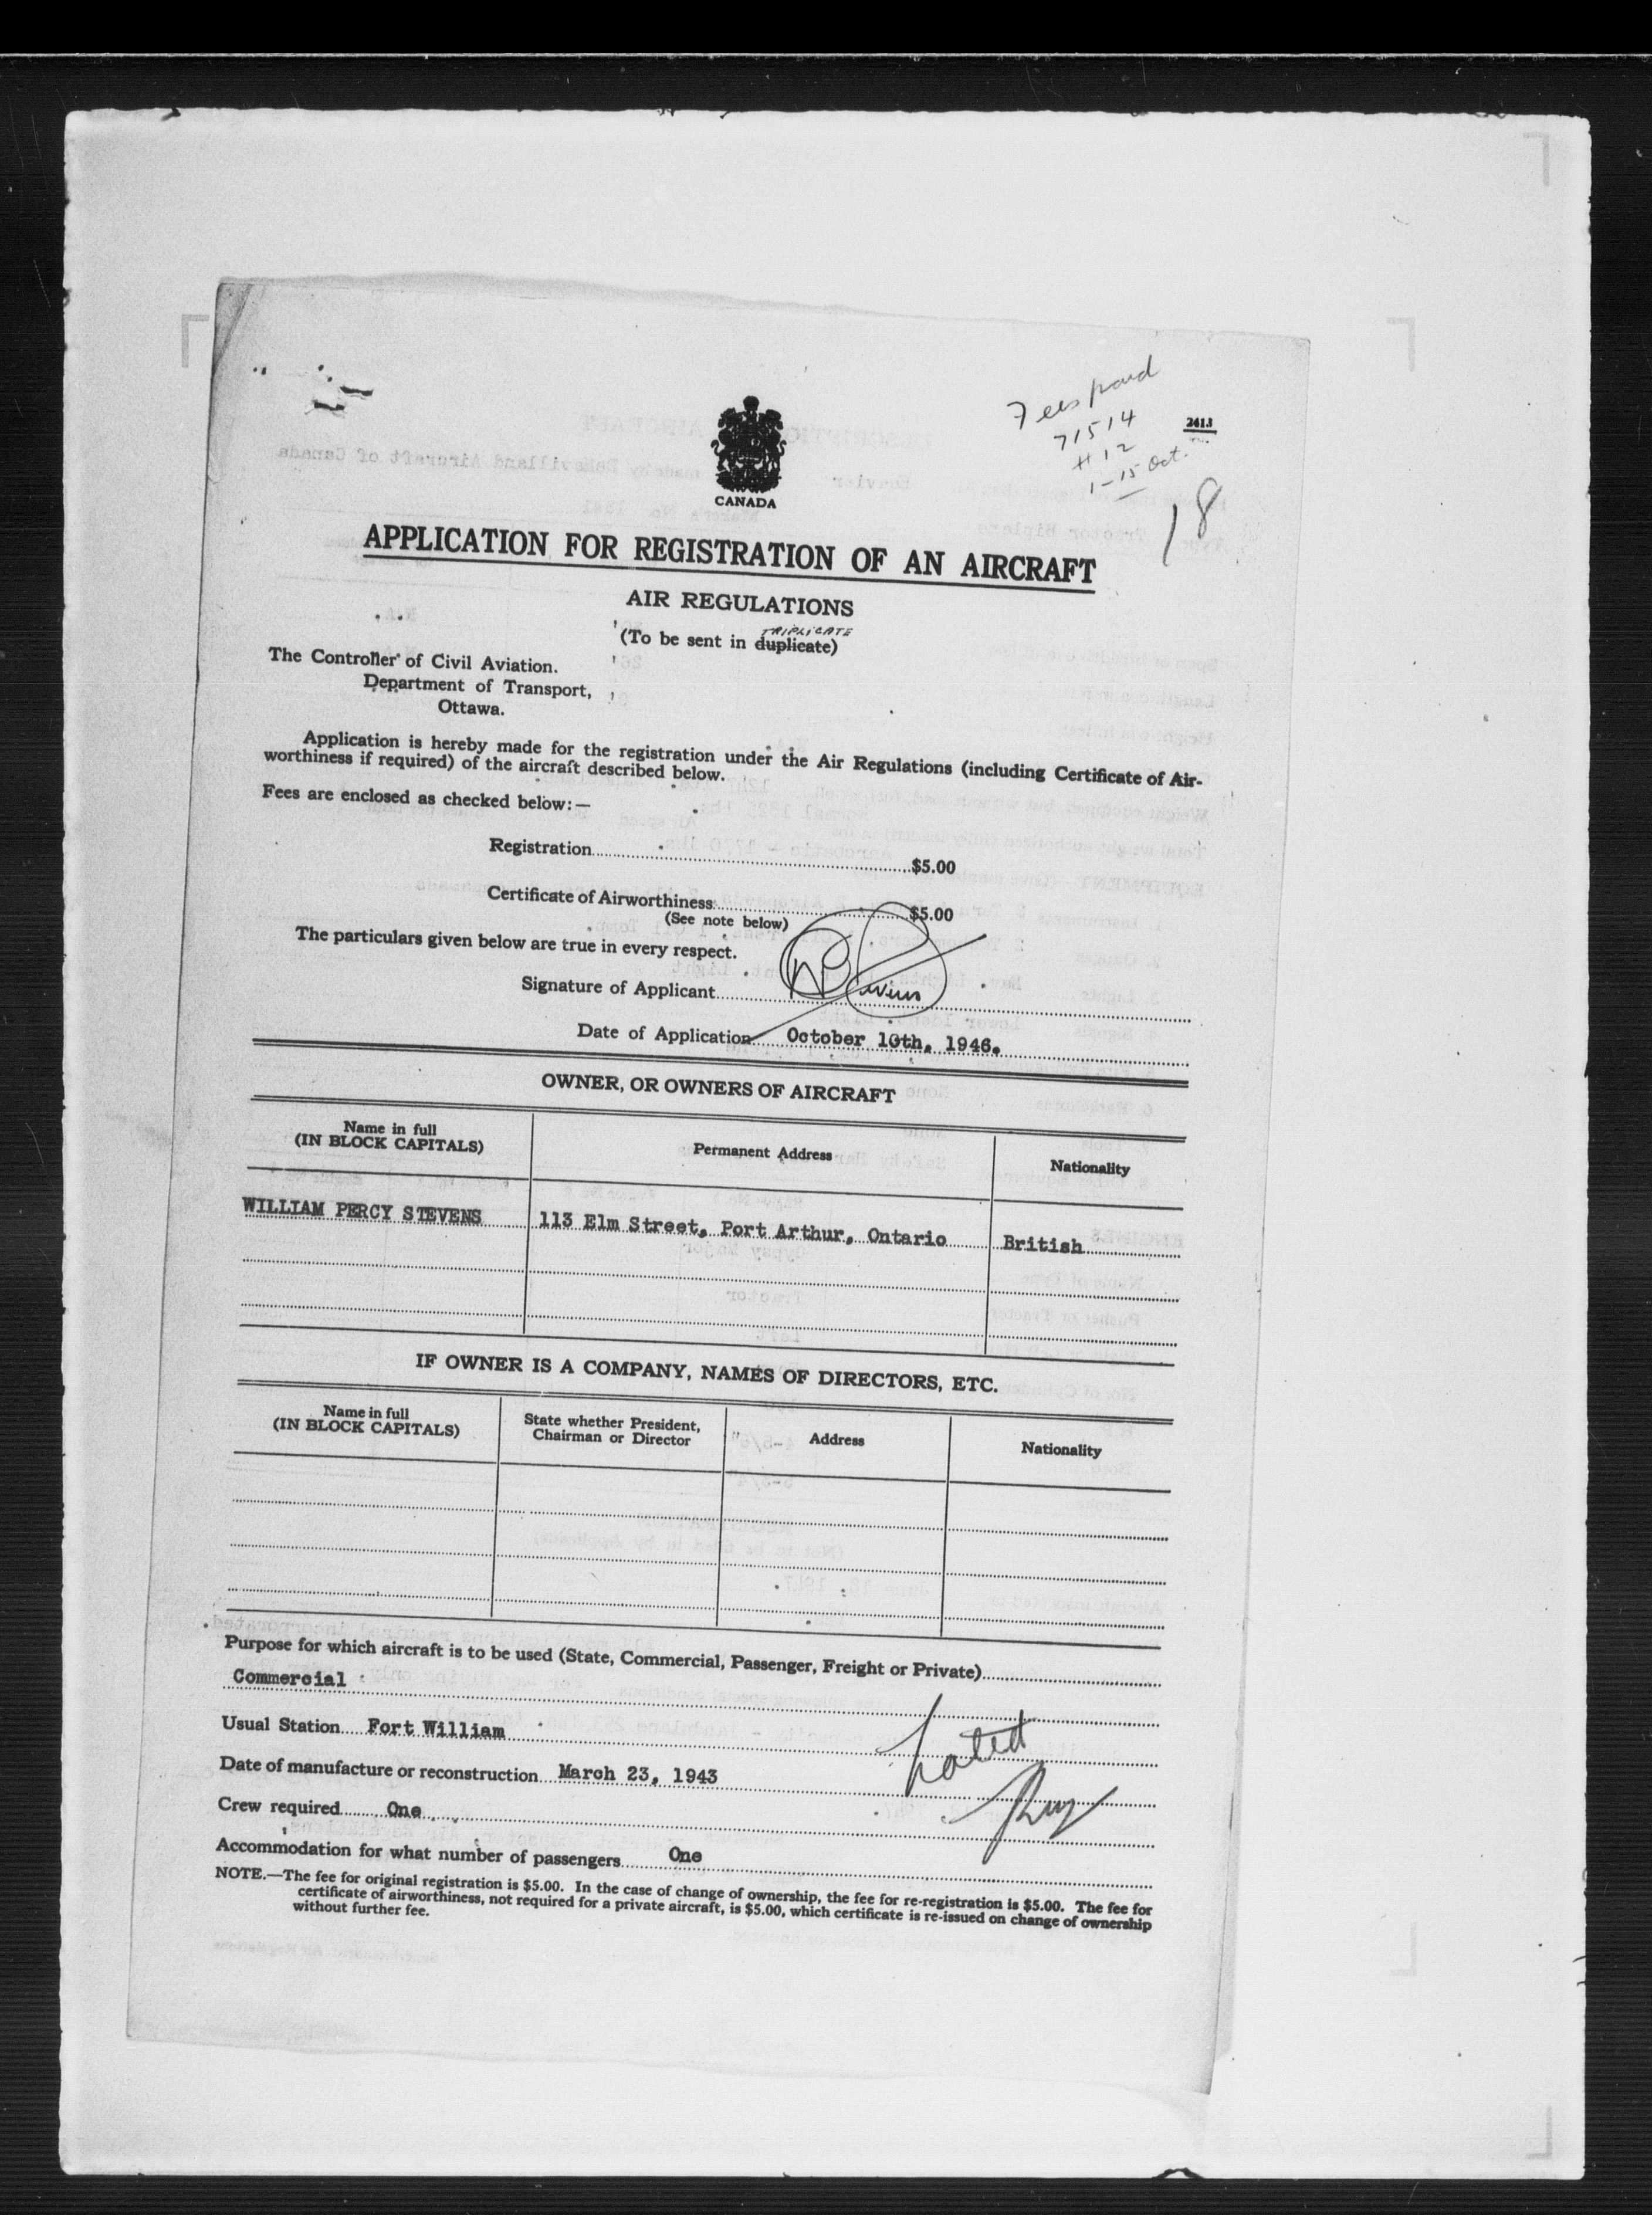 Fees paid
71514
# 12
1-15 Oct.
2413
18
CANADA
APPLICATION FOR REGISTRATION OF AN AIRCRAFT
AIR REGULATIONS
TRIPLICATE
(To be sent in duplicate)
The Controller of Civil Aviation.
Department of Transport,
Ottawa.
Application is hereby made for the registration under the Air Regulations (including Certificate of Air-
worthiness if required) of the aircraft described below.
Fees are enclosed as checked below:—
Registration $5.00
Certificate of Airworthiness $5.00
(See note below)
The particulars given below are true in every respect.
Signature of Applicant WP Stevens
Date of Application October 10th, 1946.
OWNER, OR OWNERS OF AIRCRAFT
Name in full
(IN BLOCK CAPITALS)
Permanent Address
Nationality
WILLIAM PERCY STEVENS 113 Elm Street, Port Arthur, Ontario British
IF OWNER IS A COMPANY, NAMES OF DIRECTORS, ETC.
Name in full
(IN BLOCK CAPITALS)
State whether President,
Chairman or Director
Address
Nationality
Purpose for which aircraft is to be used (State, Commercial, Passenger, Freight or Private)
Commercial
Usual Station Fort William
Date of manufacture or reconstruction March 23, 1943
Crew required One
Accommodation for what number of passengers One
NOTE.—The fee for original registration is $5.00. In the case of change of ownership, the fee for re-registration is $5.00. The fee for
certificate of airworthiness, not required for a private aircraft, is $5.00, which certificate is re-issued on change of ownership
without further fee.